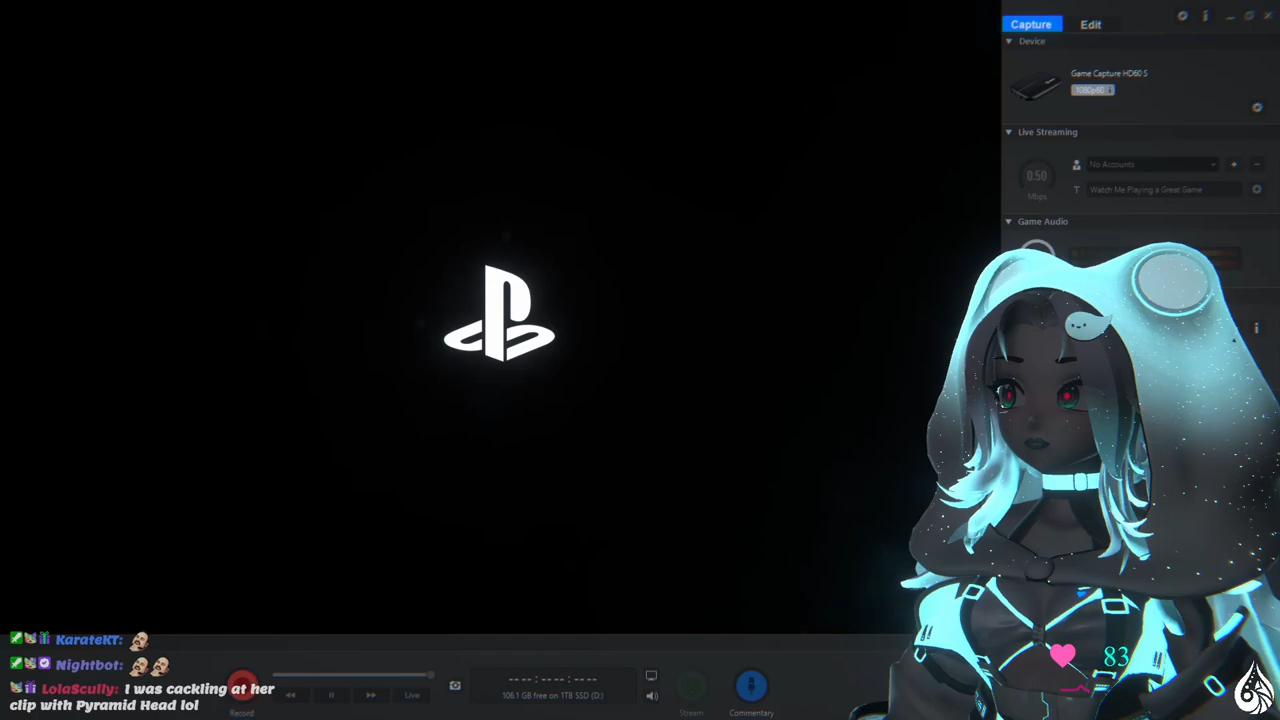 Capture
Edit
Device
Game Capture HD60 S
1080p60
Live Streaming
No Accounts
0.50
Mbps
Watch Me Playing a Great Game
Game Audio
KarateKT:
Nightbot:
LolaScully: I was cackling at her
clip with Pyramid Head lol
Record
Live
106.1 GB free on 1TB SSD (D:)
Stream
Commentary
83